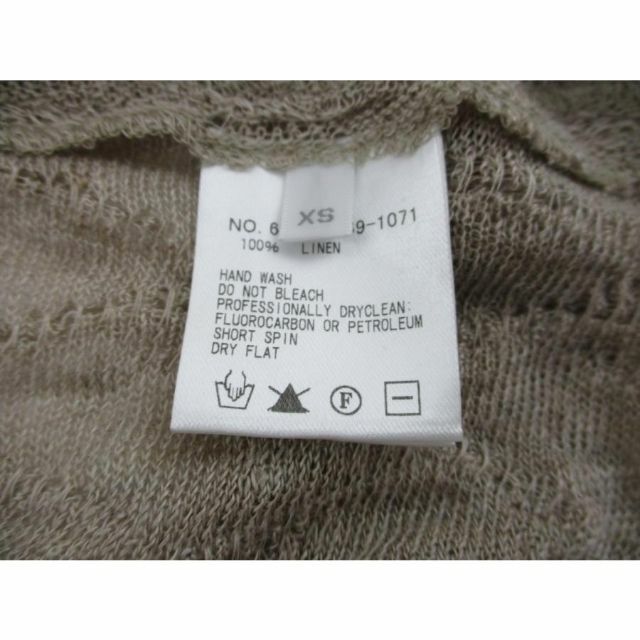 XS
NO. 6 9-1071
100% LINEN
HAND WASH
DO NOT BLEACH
PROFESSIONALLY DRYCLEAN:
FLUOROCARBON OR PETROLEUM
SHORT SPIN
DRY FLAT
F